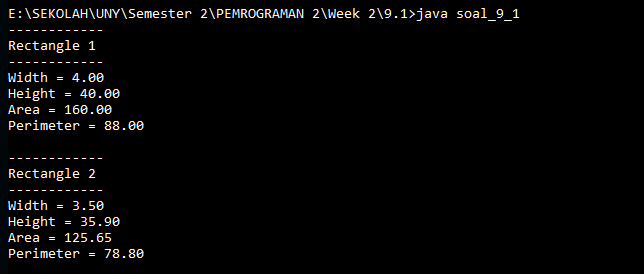 E:\SEKOLAH\UNY\Semester 2\PEMROGRAMAN 2\Week 2\9.1>java soal_9_1
------------
Rectangle 1
------------
Width = 4.00
Height = 40.00
Area = 160.00
Perimeter = 88.00
------------
Rectangle 2
------------
Width = 3.50
Height = 35.90
Area = 125.65
Perimeter = 78.80